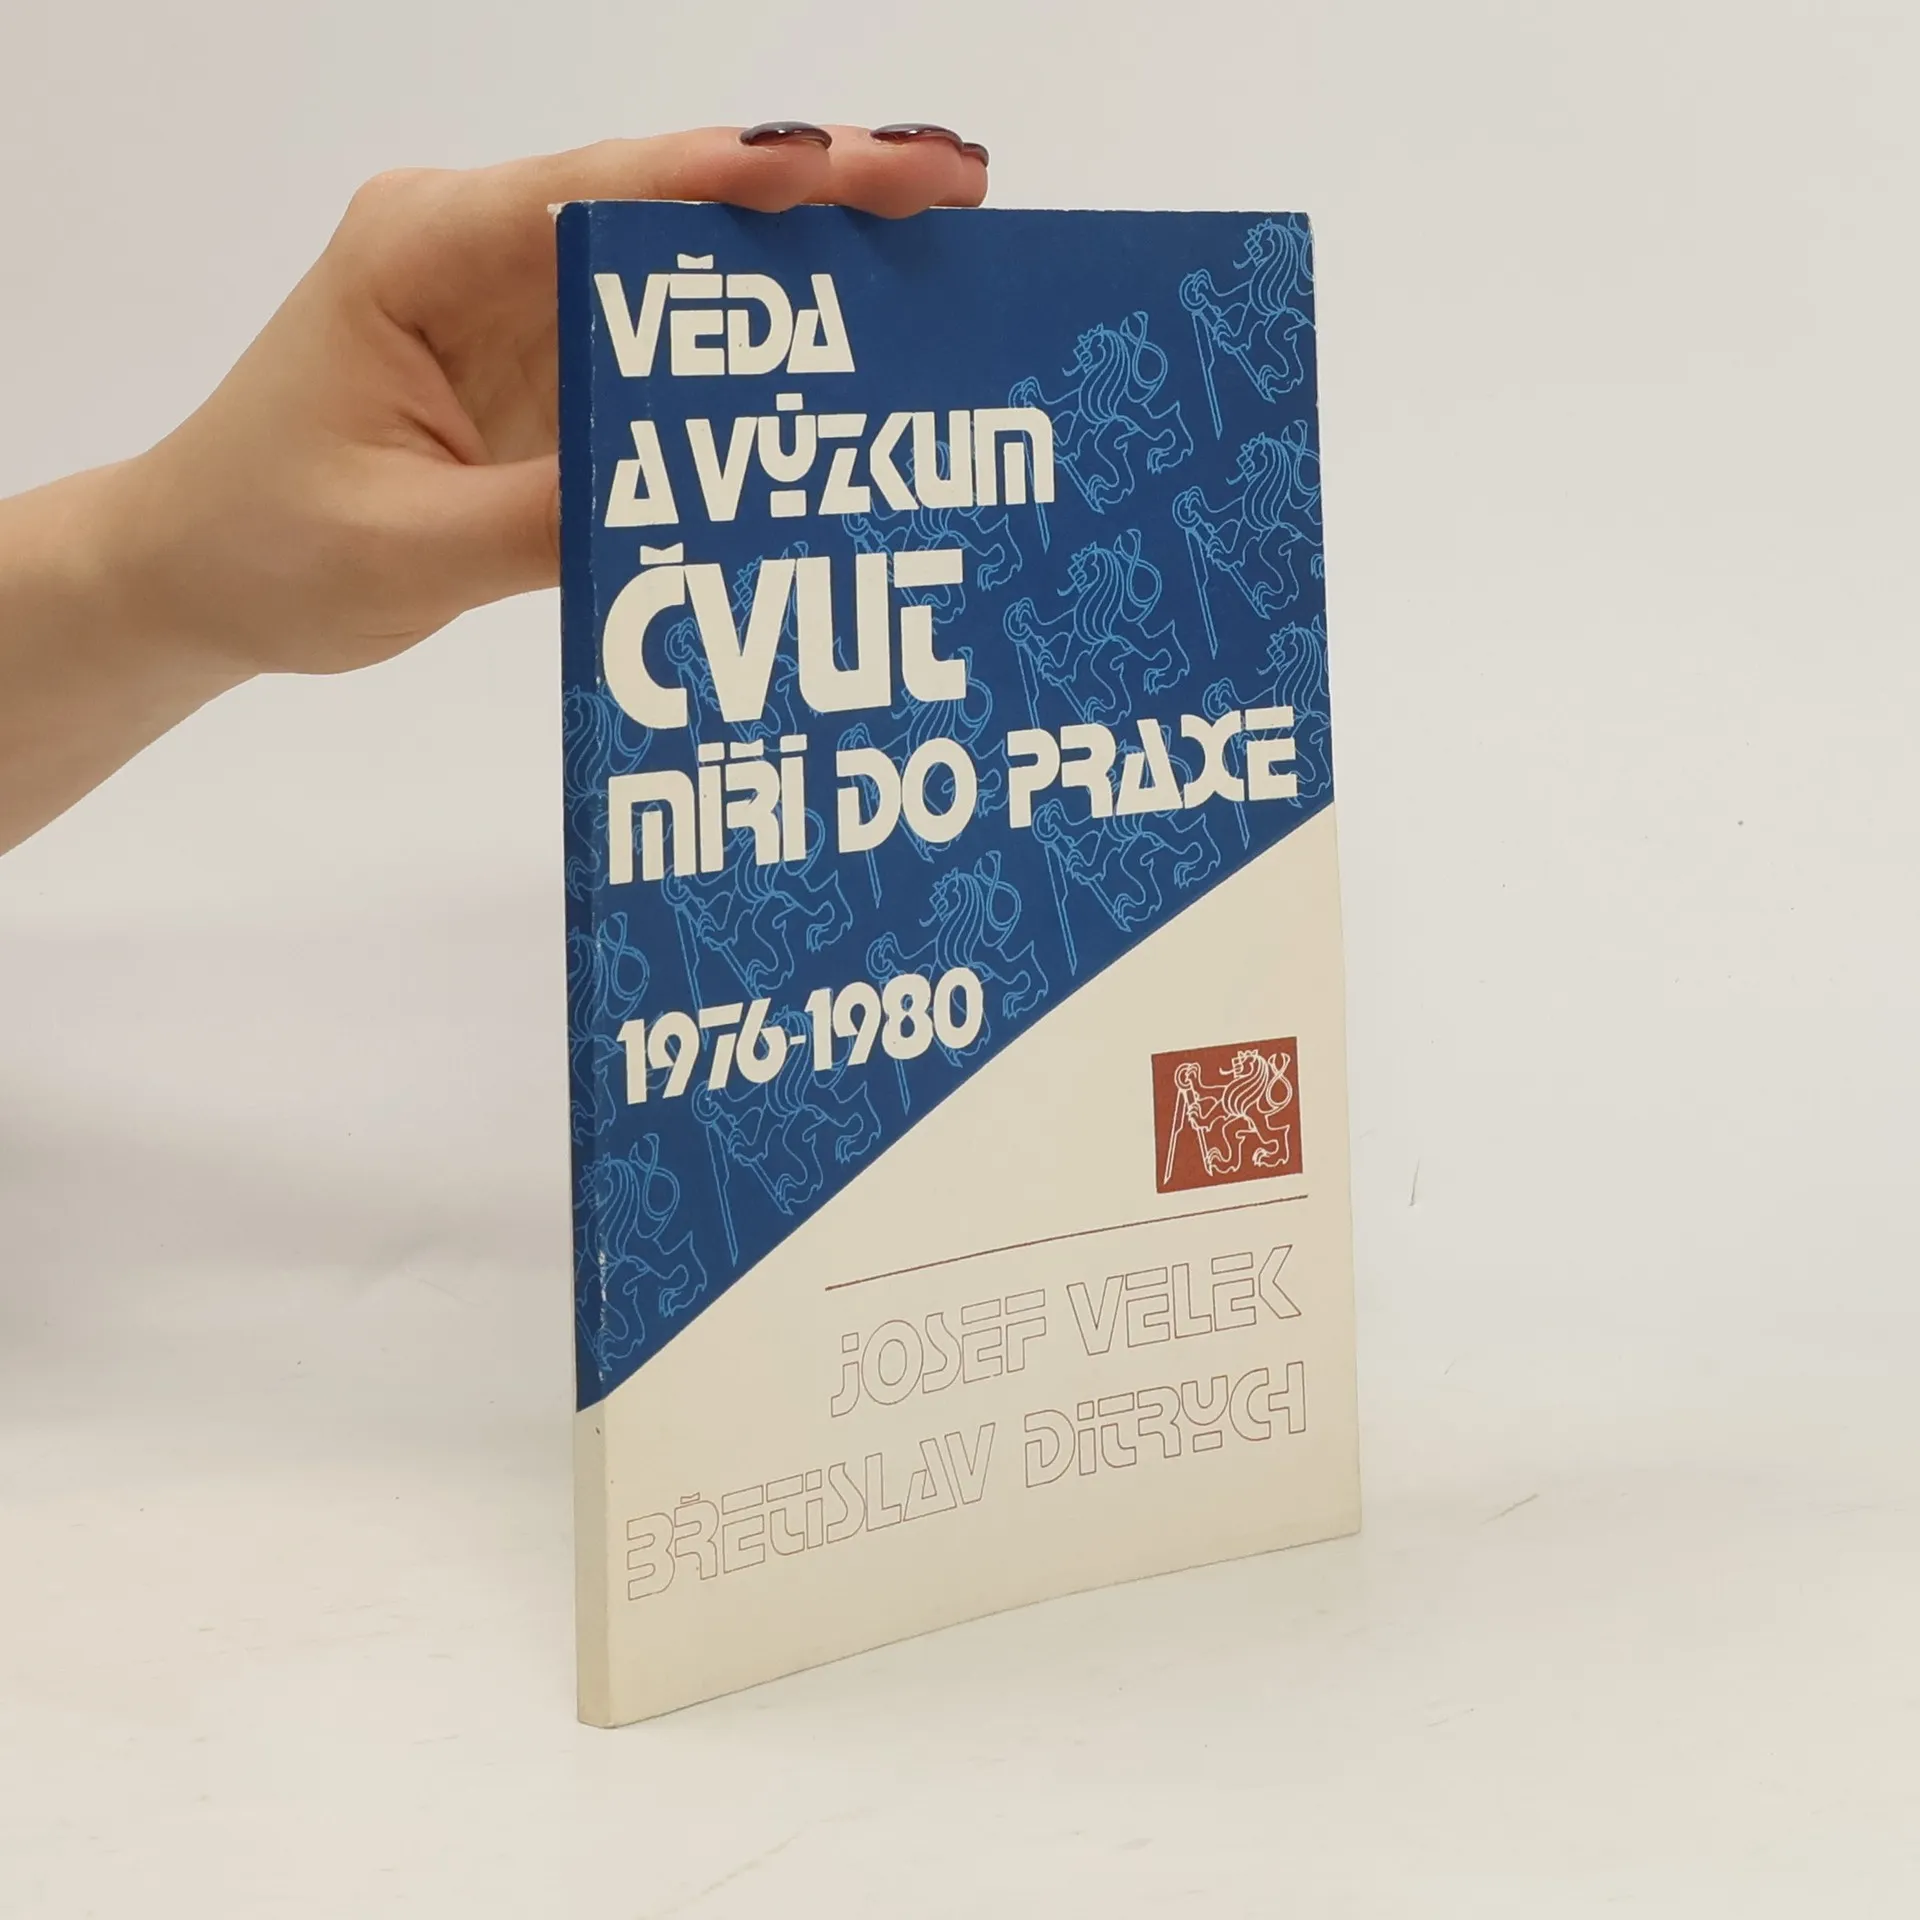 VĚDA
A VÝZKUM
ČVUT
MÍŘÍ DO PRAXE
1976-1980
JOSEF VELEK
BŘETISLAV DITRYCH